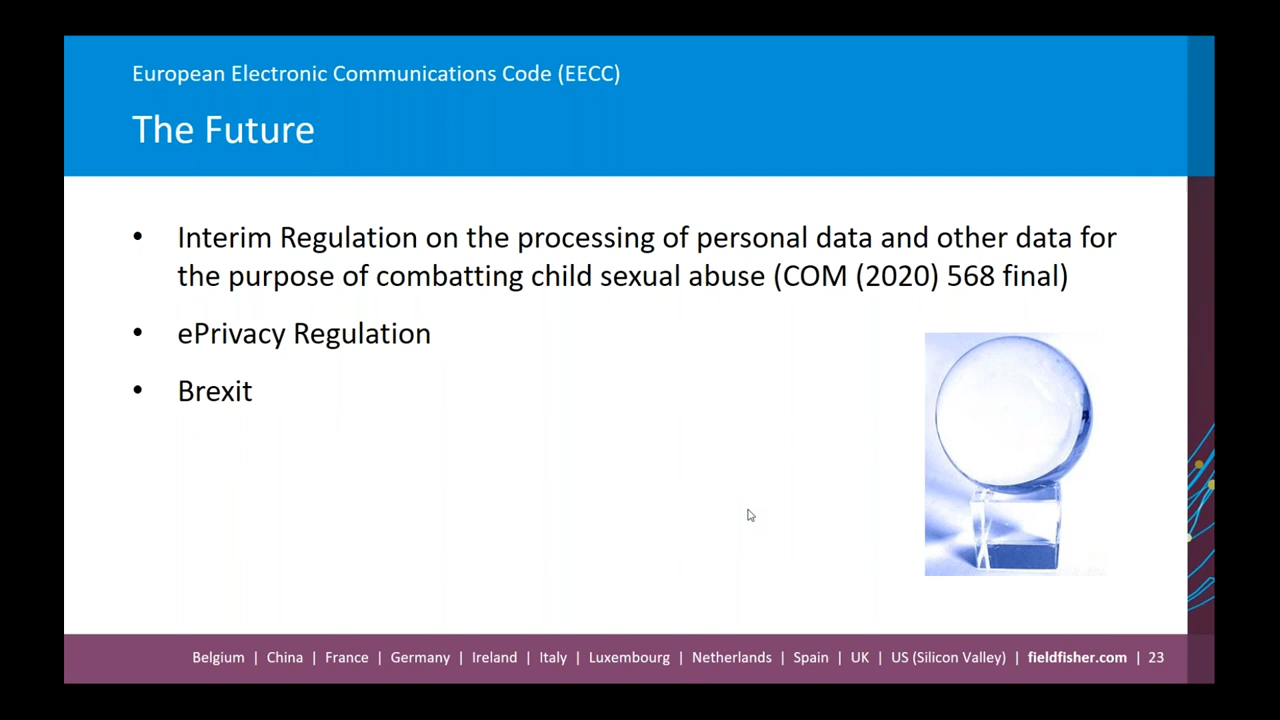 European Electronic Communications Code (EECC)
The Future
• Interim Regulation on the processing of personal data and other data for
the purpose of combatting child sexual abuse (COM (2020) 568 final)
• ePrivacy Regulation
• Brexit
Belgium | China | France | Germany | Ireland | Italy | Luxembourg | Netherlands | Spain | UK | US (Silicon Valley) | fieldfisher.com | 23